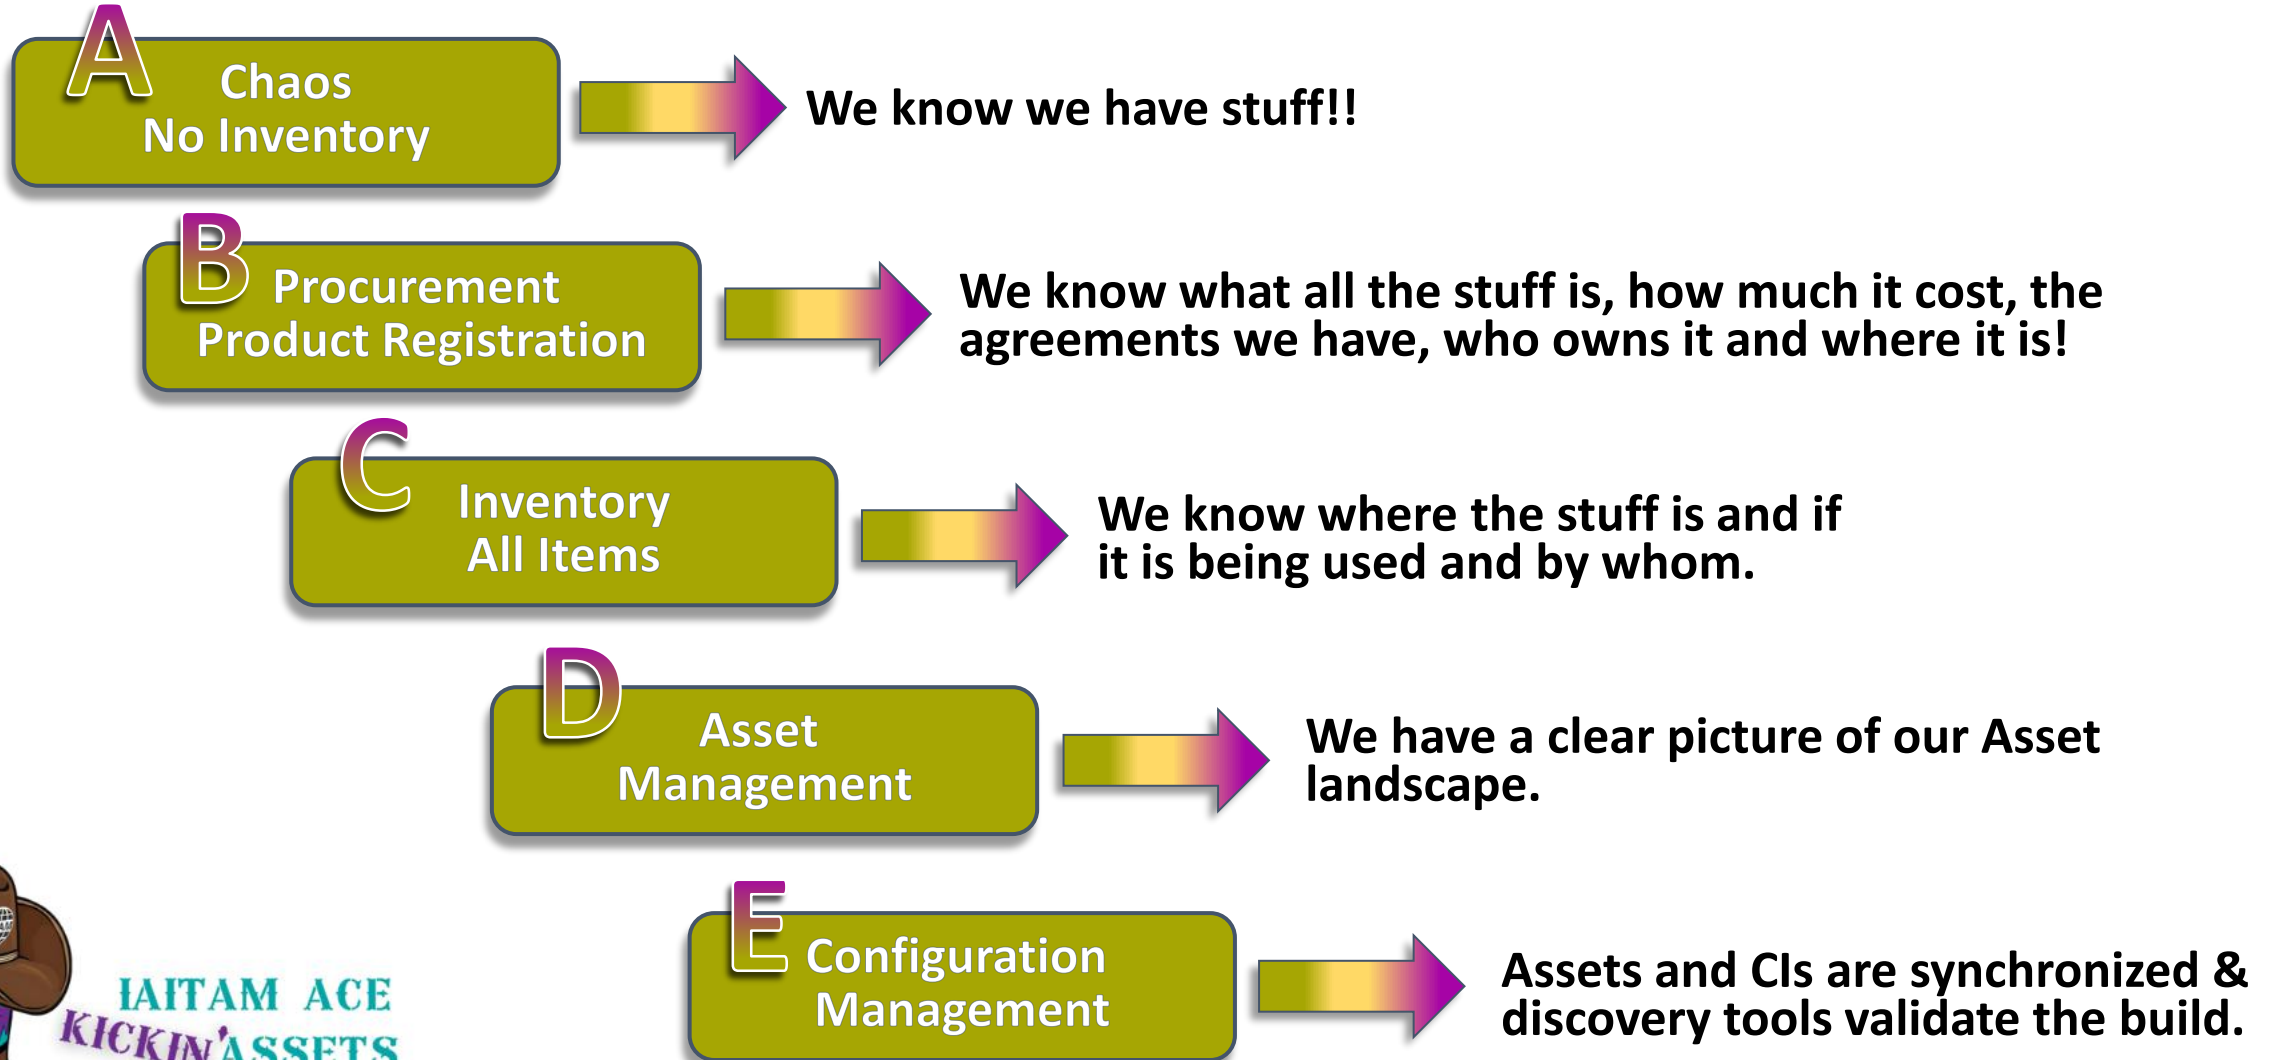 A
Chaos
No Inventory
We know we have stuff!!
B
Procurement
Product Registration
We know what all the stuff is, how much it cost, the
agreements we have, who owns it and where it is!
C
Inventory
All Items
We know where the stuff is and if
it is being used and by whom.
D
Asset
Management
We have a clear picture of our Asset
landscape.
E
Configuration
Management
Assets and CIs are synchronized &
discovery tools validate the build.
IAITAM ACE
KICKIN'ASSETS